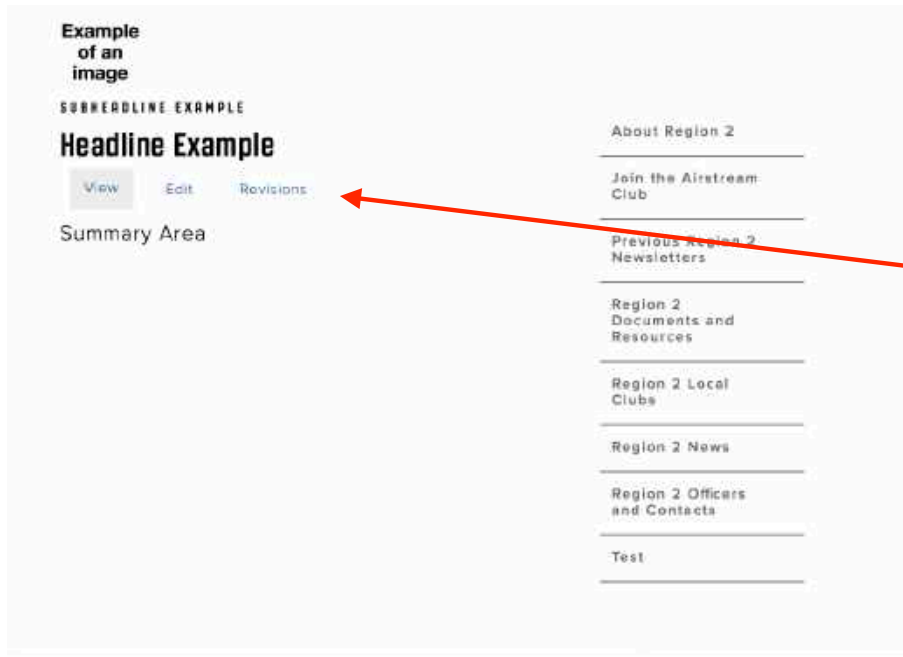 Example
of an
image
SUBHEADLINE EXAMPLE
Headline Example
View Edit Revisions
Summary Area
About Region 2
Join the Airstream
Club
Previous Region 2
Newsletters
Region 2
Documents and
Resources
Region 2 Local
Clubs
Region 2 News
Region 2 Officers
and Contacts
Test